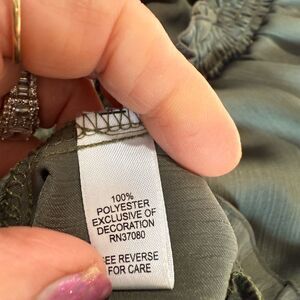 100%
POLYESTER
EXCLUSIVE OF
DECORATION
RN37080
SEE REVERSE
FOR CARE